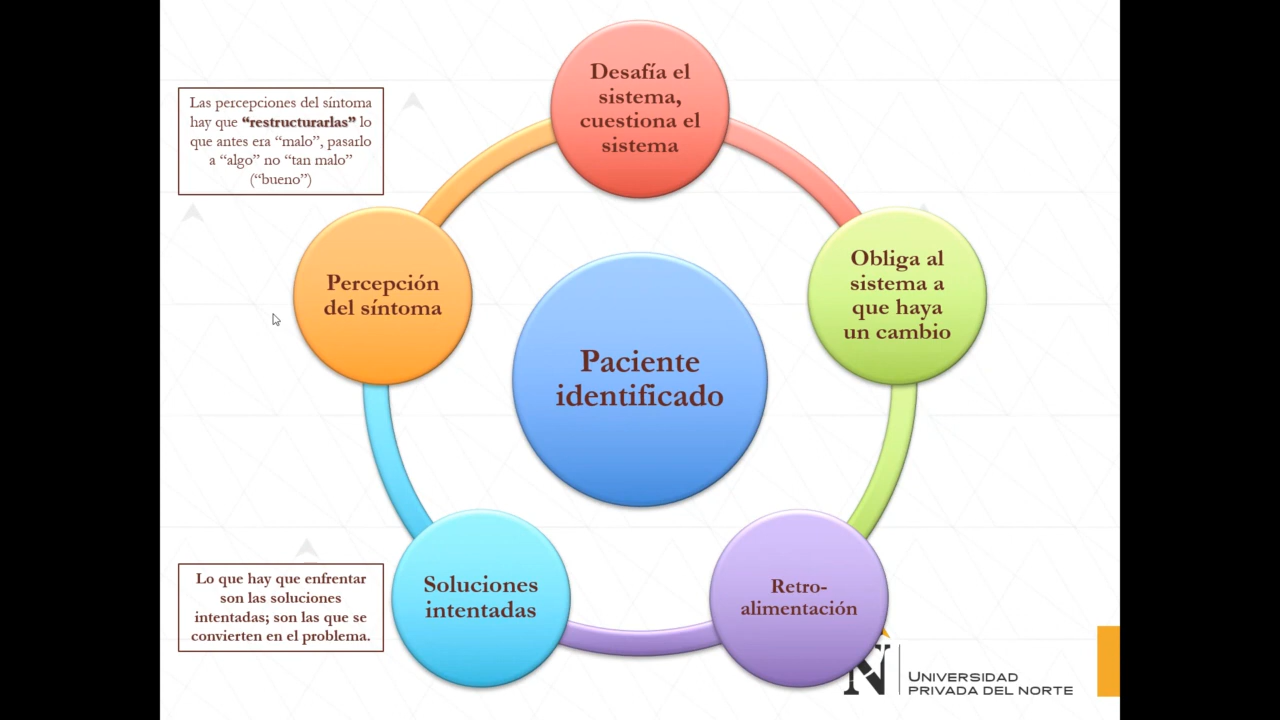 Desafía el
sistema,
cuestiona el
sistema
Las percepciones del síntoma
hay que “restructurarlas” lo
que antes era “malo”, pasarlo
a “algo” no “tan malo”
(“bueno”)
Obliga al
sistema a
que haya
un cambio
Percepción
del síntoma
Paciente
identificado
Soluciones
intentadas
Lo que hay que enfrentar
son las soluciones
intentadas; son las que se
convierten en el problema.
Retro-
alimentación
N
UNIVERSIDAD
PRIVADA DEL NORTE